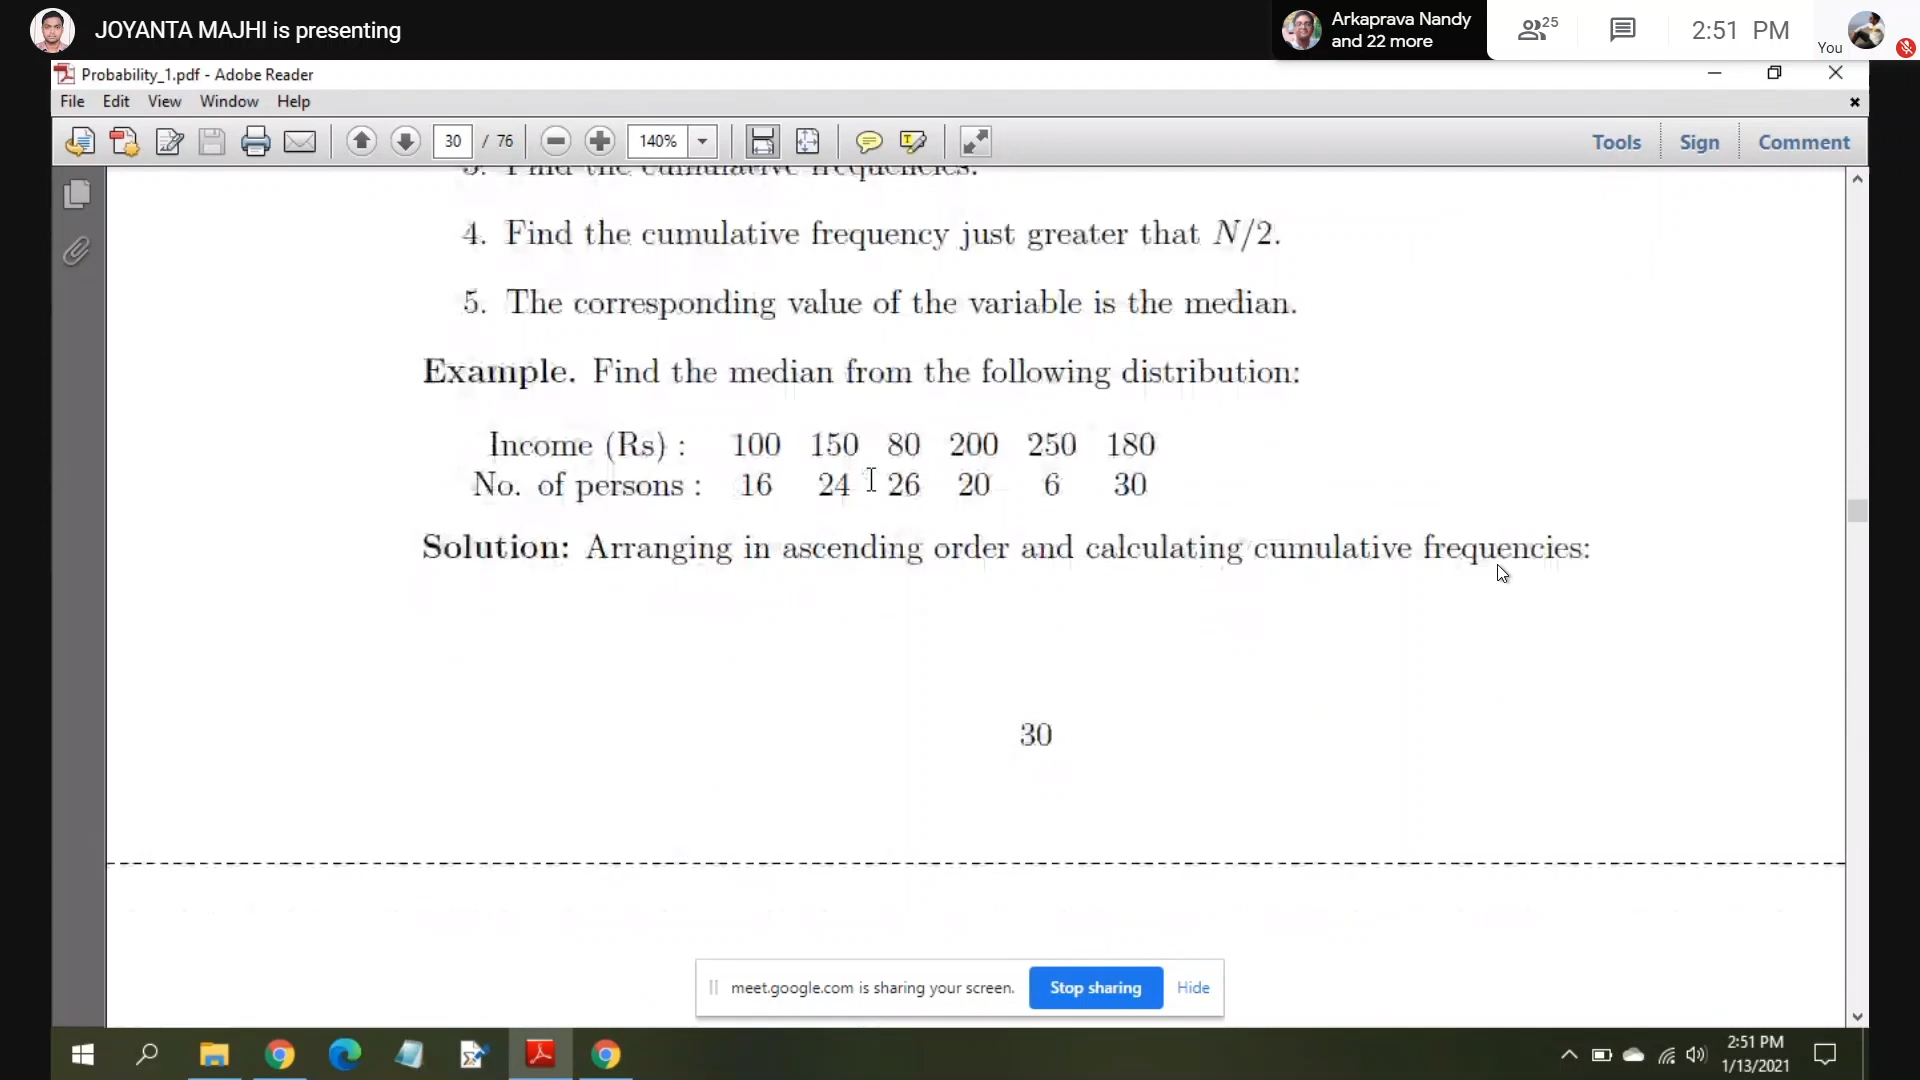 JOYANTA MAJHI is presenting
Arkaprava Nandy
and 22 more
25
2:51 PM
You
Probability_1.pdf - Adobe Reader
File Edit View Window Help
30 / 76
140%
Tools Sign Comment
3. Find the cumulative frequencies.
4. Find the cumulative frequency just greater that N/2.
5. The corresponding value of the variable is the median.
Example. Find the median from the following distribution:
Income (Rs) : 100 150 80 200 250 180
No. of persons : 16 24 26 20 6 30
Solution: Arranging in ascending order and calculating cumulative frequencies:
30
meet.google.com is sharing your screen. Stop sharing Hide
2:51 PM
1/13/2021